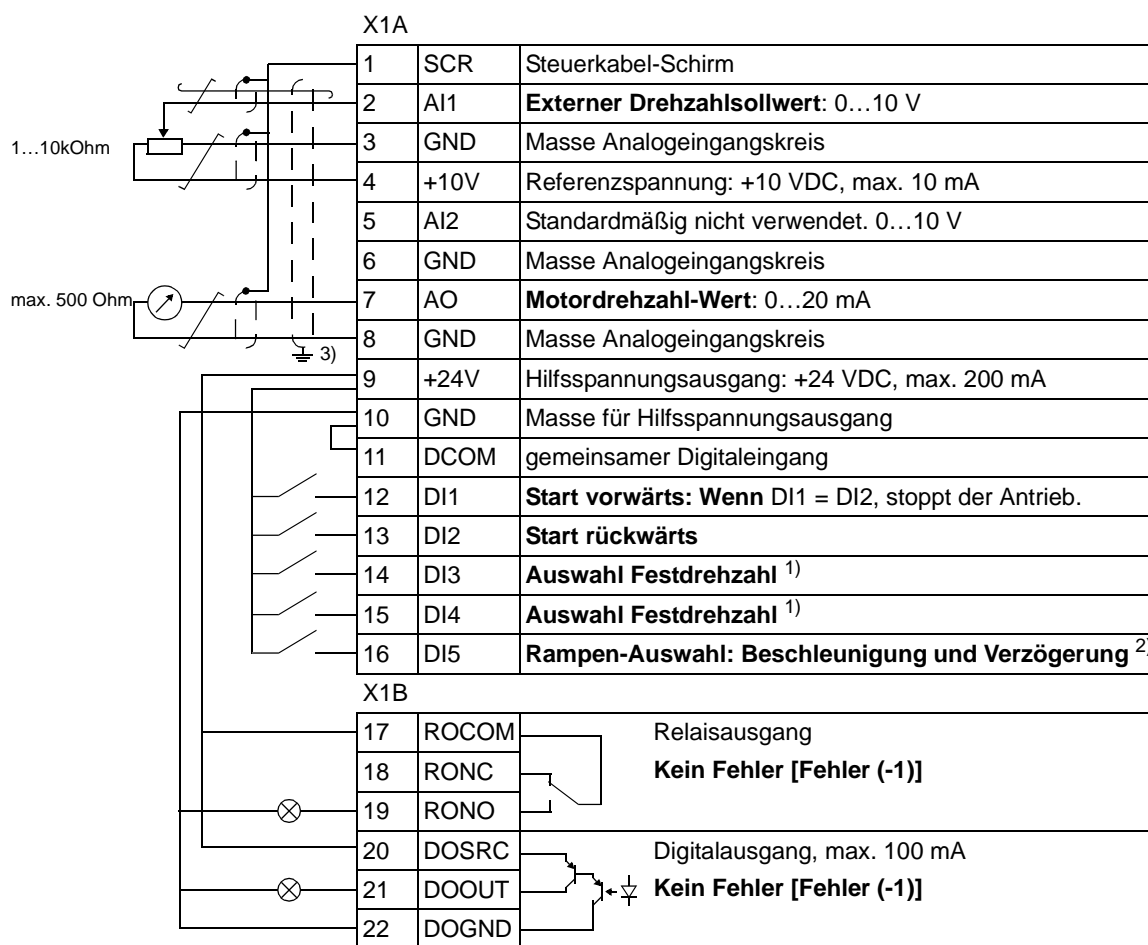 X1A
1 SCR Steuerkabel-Schirm
2 AI1 Externer Drehzahlsollwert: 0…10 V
1…10kOhm
3 GND Masse Analogeingangskreis
4 +10V Referenzspannung: +10 VDC, max. 10 mA
5 AI2 Standardmäßig nicht verwendet. 0…10 V
6 GND Masse Analogeingangskreis
max. 500 Ohm
7 AO Motordrehzahl-Wert: 0…20 mA
8 GND Masse Analogeingangskreis
3)
9 +24V Hilfsspannungsausgang: +24 VDC, max. 200 mA
10 GND Masse für Hilfsspannungsausgang
11 DCOM gemeinsamer Digitaleingang
12 DI1 Start vorwärts: Wenn DI1 = DI2, stoppt der Antrieb.
13 DI2 Start rückwärts
14 DI3 Auswahl Festdrehzahl 1)
15 DI4 Auswahl Festdrehzahl 1)
16 DI5 Rampen-Auswahl: Beschleunigung und Verzögerung 2)
X1B
17 ROCOM Relaisausgang
18 RONC Kein Fehler [Fehler (-1)]
19 RONO
20 DOSRC Digitalausgang, max. 100 mA
21 DOOUT Kein Fehler [Fehler (-1)]
22 DOGND